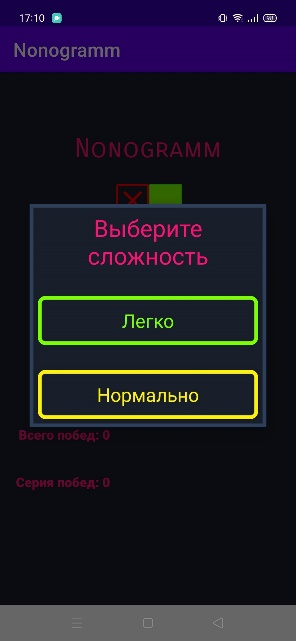 17:10
Nonogramm
NONOGRAMM
Выберите
сложность
Легко
Нормально
Всего побед: 0
Серия побед: 0